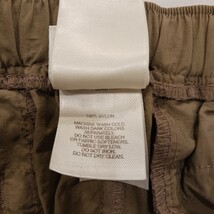 100% NYLON
MACHINE WASH COLD
WASH DARK COLORS
SEPARATELY
DO NOT USE BLEACH
OR FABRIC SOFTENERS
TUMBLE DRY LOW
DO NOT IRON
DO NOT DRY CLEAN